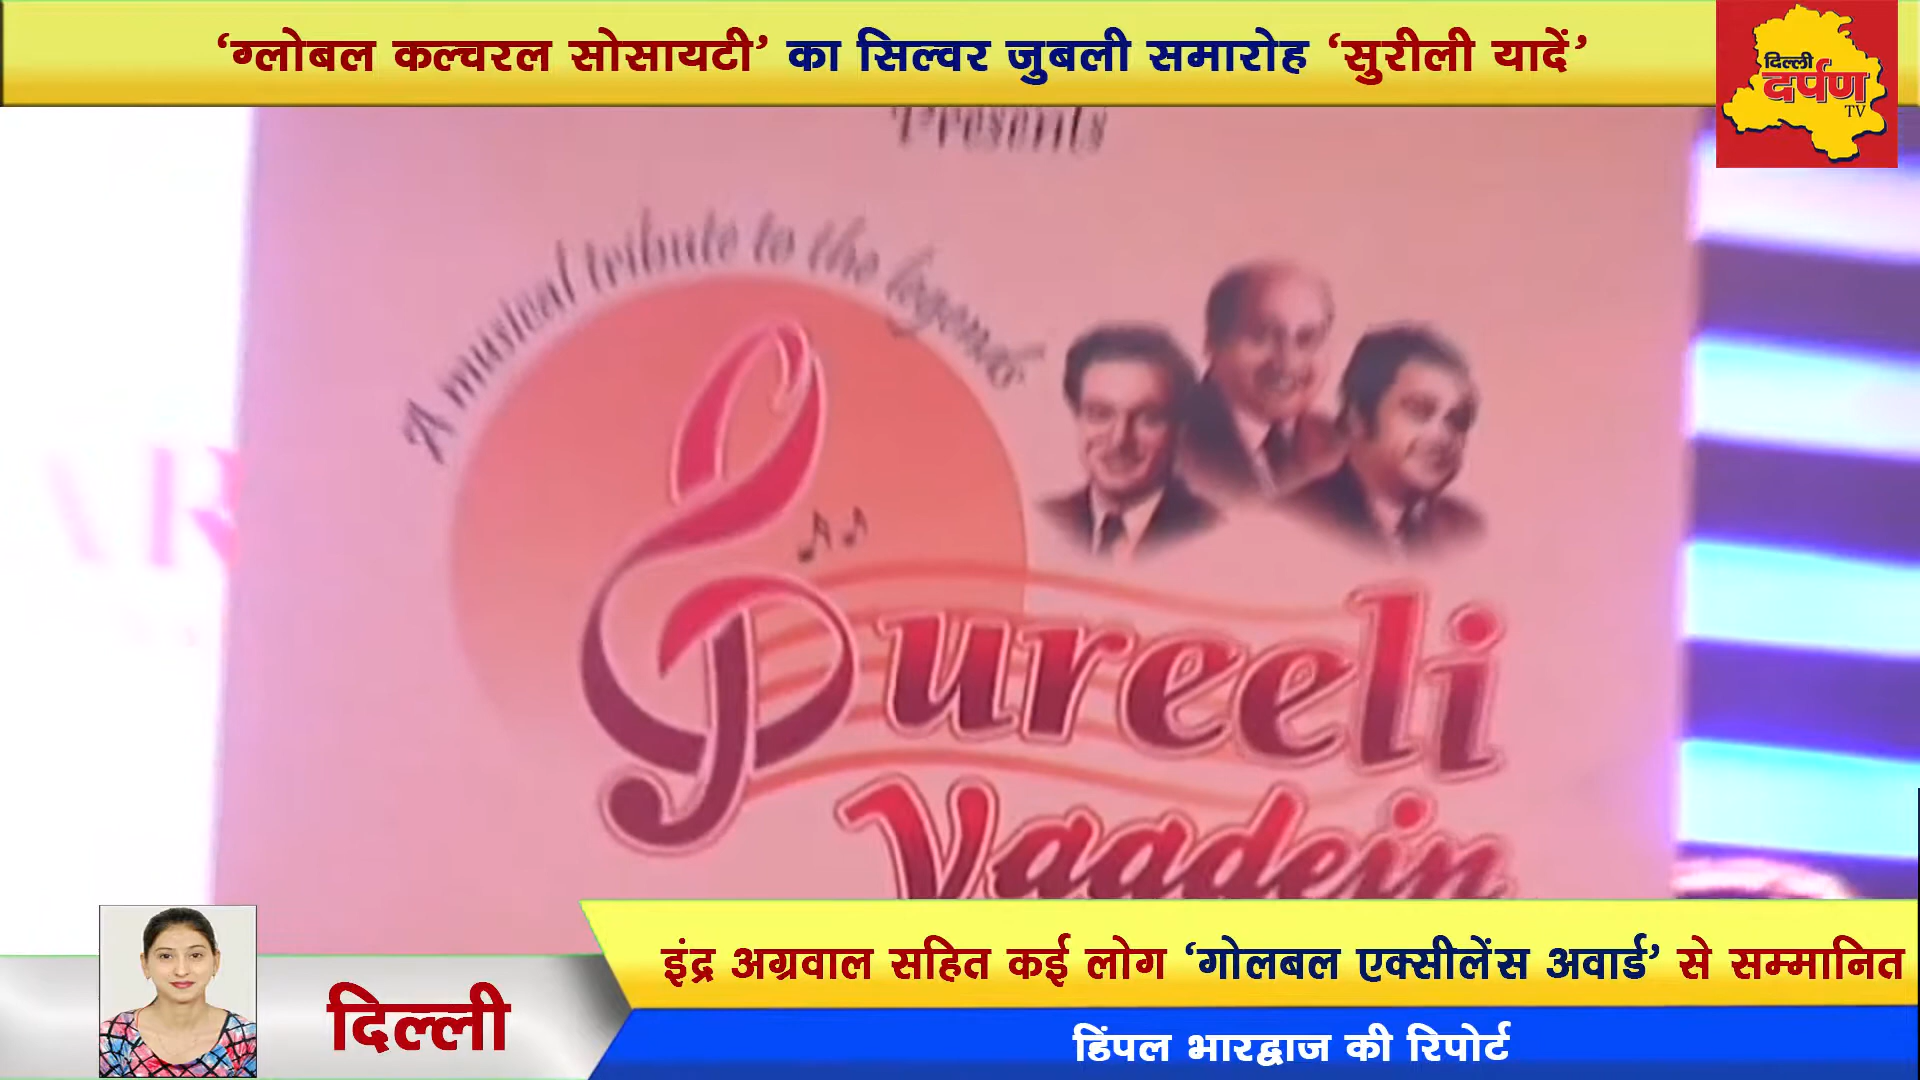 ‘ग्लोबल कल्चरल सोसायटी’ का सिल्वर जुबली समारोह ‘सुरीली यादें’
दिल्ली
दर्पण
TV
Presents
A musical tribute to the legends
Sureeli
Yaadein
इंद्र अग्रवाल सहित कई लोग ‘गोलबल एक्सीलेंस अवार्ड’ से सम्मानित
दिल्ली
डिंपल भारद्वाज की रिपोर्ट